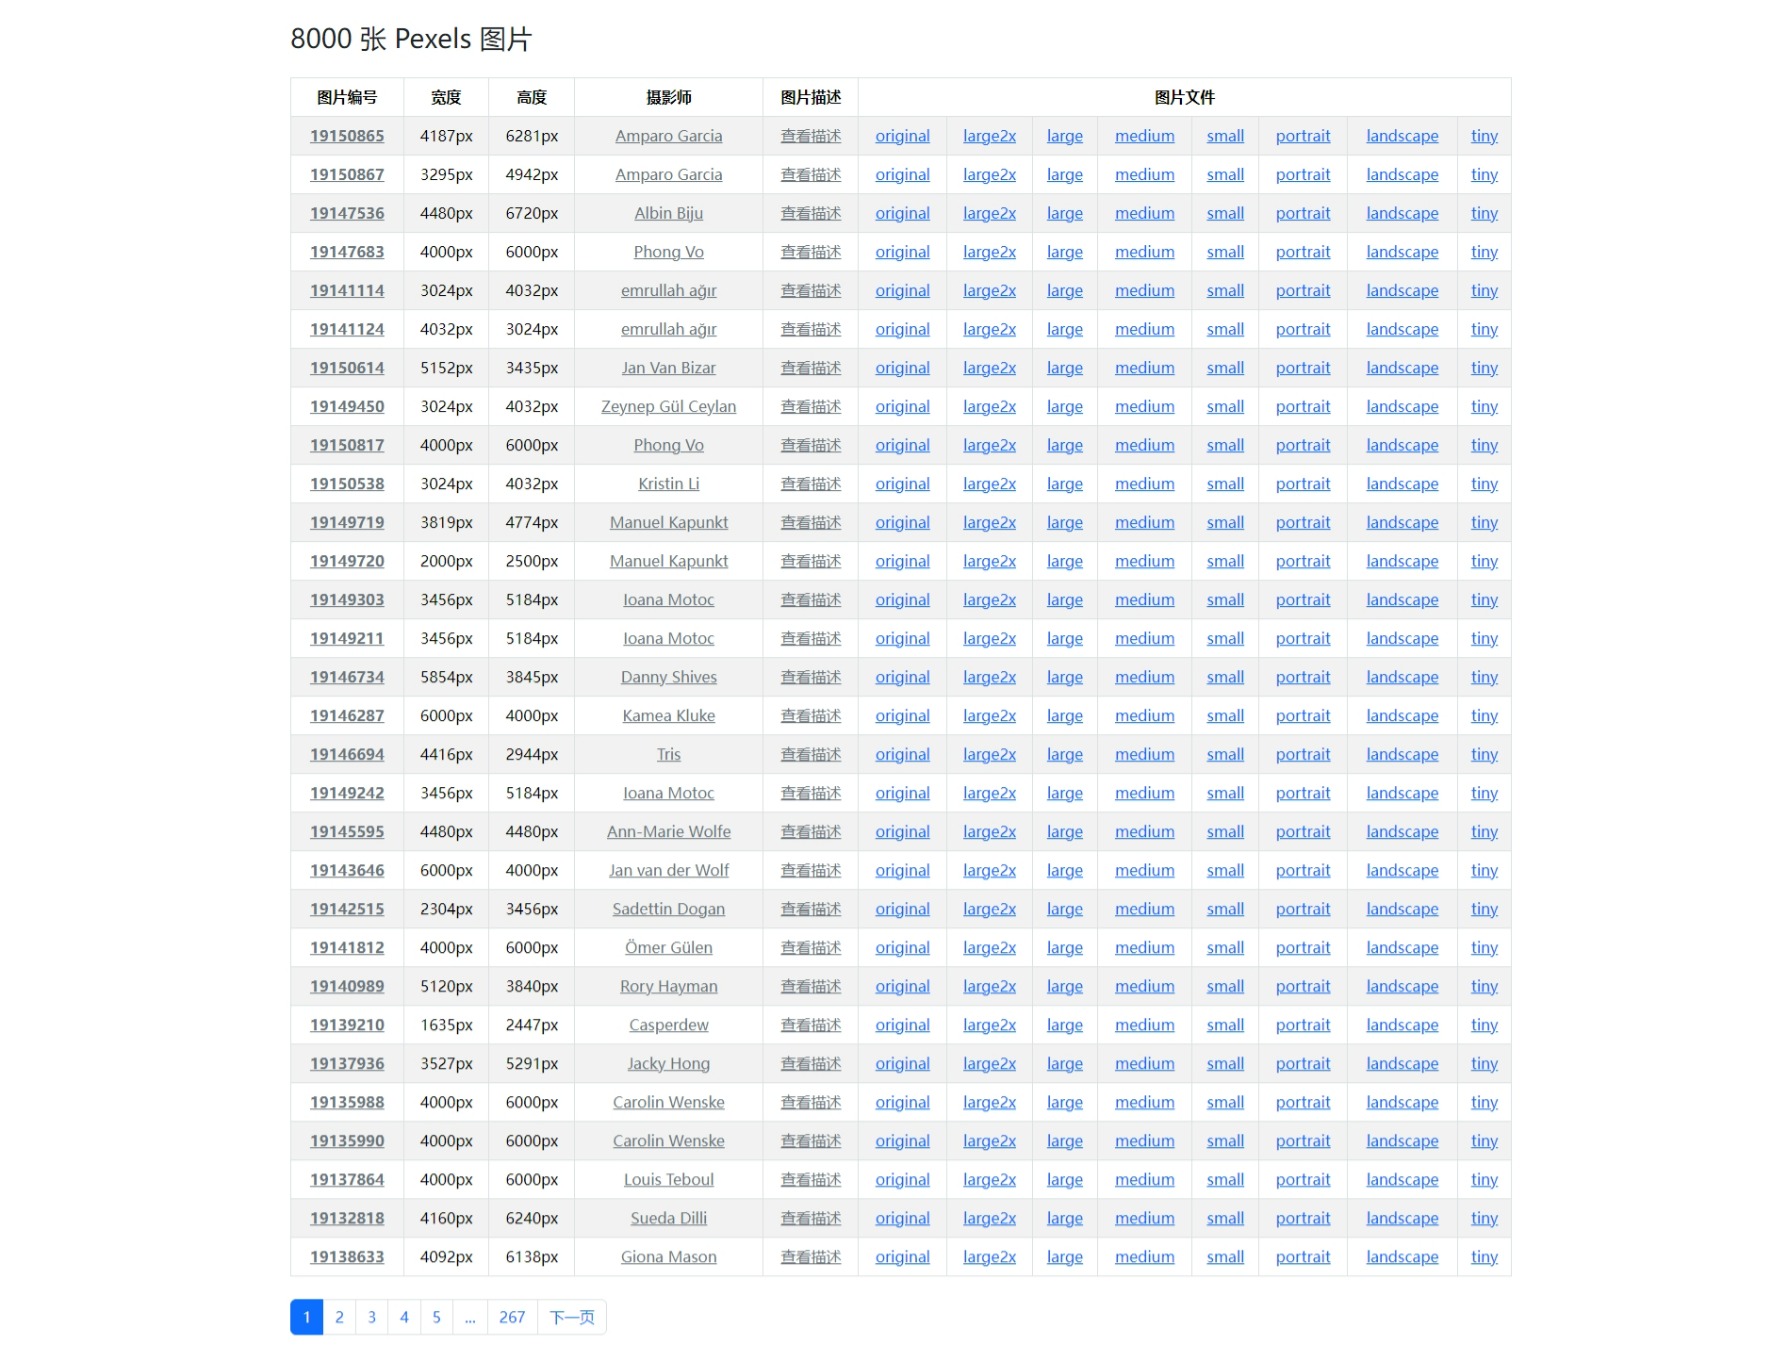 8000 张 Pexels 图片
图片编号 宽度 高度 摄影师 图片描述 图片文件
19150865 4187px 6281px Amparo Garcia 查看描述 original large2x large medium small portrait landscape tiny
19150867 3295px 4942px Amparo Garcia 查看描述 original large2x large medium small portrait landscape tiny
19147536 4480px 6720px Albin Biju 查看描述 original large2x large medium small portrait landscape tiny
19147683 4000px 6000px Phong Vo 查看描述 original large2x large medium small portrait landscape tiny
19141114 3024px 4032px emrullah ağır 查看描述 original large2x large medium small portrait landscape tiny
19141124 4032px 3024px emrullah ağır 查看描述 original large2x large medium small portrait landscape tiny
19150614 5152px 3435px Jan Van Bizar 查看描述 original large2x large medium small portrait landscape tiny
19149450 3024px 4032px Zeynep Gül Ceylan 查看描述 original large2x large medium small portrait landscape tiny
19150817 4000px 6000px Phong Vo 查看描述 original large2x large medium small portrait landscape tiny
19150538 3024px 4032px Kristin Li 查看描述 original large2x large medium small portrait landscape tiny
19149719 3819px 4774px Manuel Kapunkt 查看描述 original large2x large medium small portrait landscape tiny
19149720 2000px 2500px Manuel Kapunkt 查看描述 original large2x large medium small portrait landscape tiny
19149303 3456px 5184px Ioana Motoc 查看描述 original large2x large medium small portrait landscape tiny
19149211 3456px 5184px Ioana Motoc 查看描述 original large2x large medium small portrait landscape tiny
19146734 5854px 3845px Danny Shives 查看描述 original large2x large medium small portrait landscape tiny
19146287 6000px 4000px Kamea Kluke 查看描述 original large2x large medium small portrait landscape tiny
19146694 4416px 2944px Tris 查看描述 original large2x large medium small portrait landscape tiny
19149242 3456px 5184px Ioana Motoc 查看描述 original large2x large medium small portrait landscape tiny
19145595 4480px 4480px Ann-Marie Wolfe 查看描述 original large2x large medium small portrait landscape tiny
19143646 6000px 4000px Jan van der Wolf 查看描述 original large2x large medium small portrait landscape tiny
19142515 2304px 3456px Sadettin Dogan 查看描述 original large2x large medium small portrait landscape tiny
19141812 4000px 6000px Ömer Gülen 查看描述 original large2x large medium small portrait landscape tiny
19140989 5120px 3840px Rory Hayman 查看描述 original large2x large medium small portrait landscape tiny
19139210 1635px 2447px Casperdew 查看描述 original large2x large medium small portrait landscape tiny
19137936 3527px 5291px Jacky Hong 查看描述 original large2x large medium small portrait landscape tiny
19135988 4000px 6000px Carolin Wenske 查看描述 original large2x large medium small portrait landscape tiny
19135990 4000px 6000px Carolin Wenske 查看描述 original large2x large medium small portrait landscape tiny
19137864 4000px 6000px Louis Teboul 查看描述 original large2x large medium small portrait landscape tiny
19132818 4160px 6240px Sueda Dilli 查看描述 original large2x large medium small portrait landscape tiny
19138633 4092px 6138px Giona Mason 查看描述 original large2x large medium small portrait landscape tiny
1 2 3 4 5 ... 267 下一页